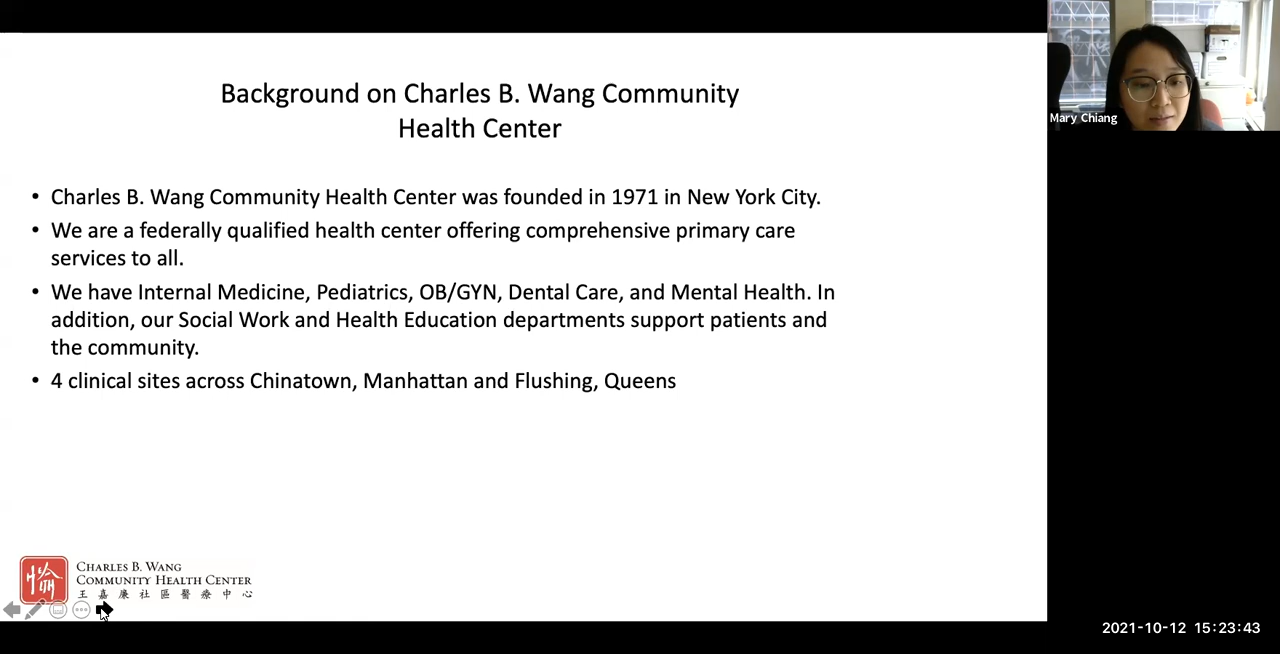 Background on Charles B. Wang Community
Health Center
• Charles B. Wang Community Health Center was founded in 1971 in New York City.
• We are a federally qualified health center offering comprehensive primary care
services to all.
• We have Internal Medicine, Pediatrics, OB/GYN, Dental Care, and Mental Health. In
addition, our Social Work and Health Education departments support patients and
the community.
• 4 clinical sites across Chinatown, Manhattan and Flushing, Queens
CHARLES B. WANG
COMMUNITY HEALTH CENTER
王嘉廉社區醫療中心
Mary Chiang
2021-10-12 15:23:43